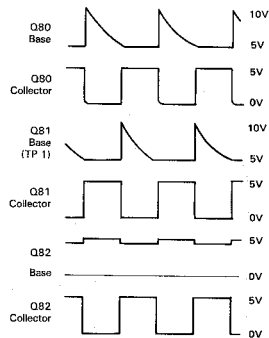 Q80
Base
10V
5V
Q80
Collector
5V
0V
Q81
Base
(TP 1)
10V
5V
Q81
Collector
5V
0V
Q82
Base
5V
0V
Q82
Collector
5V
0V